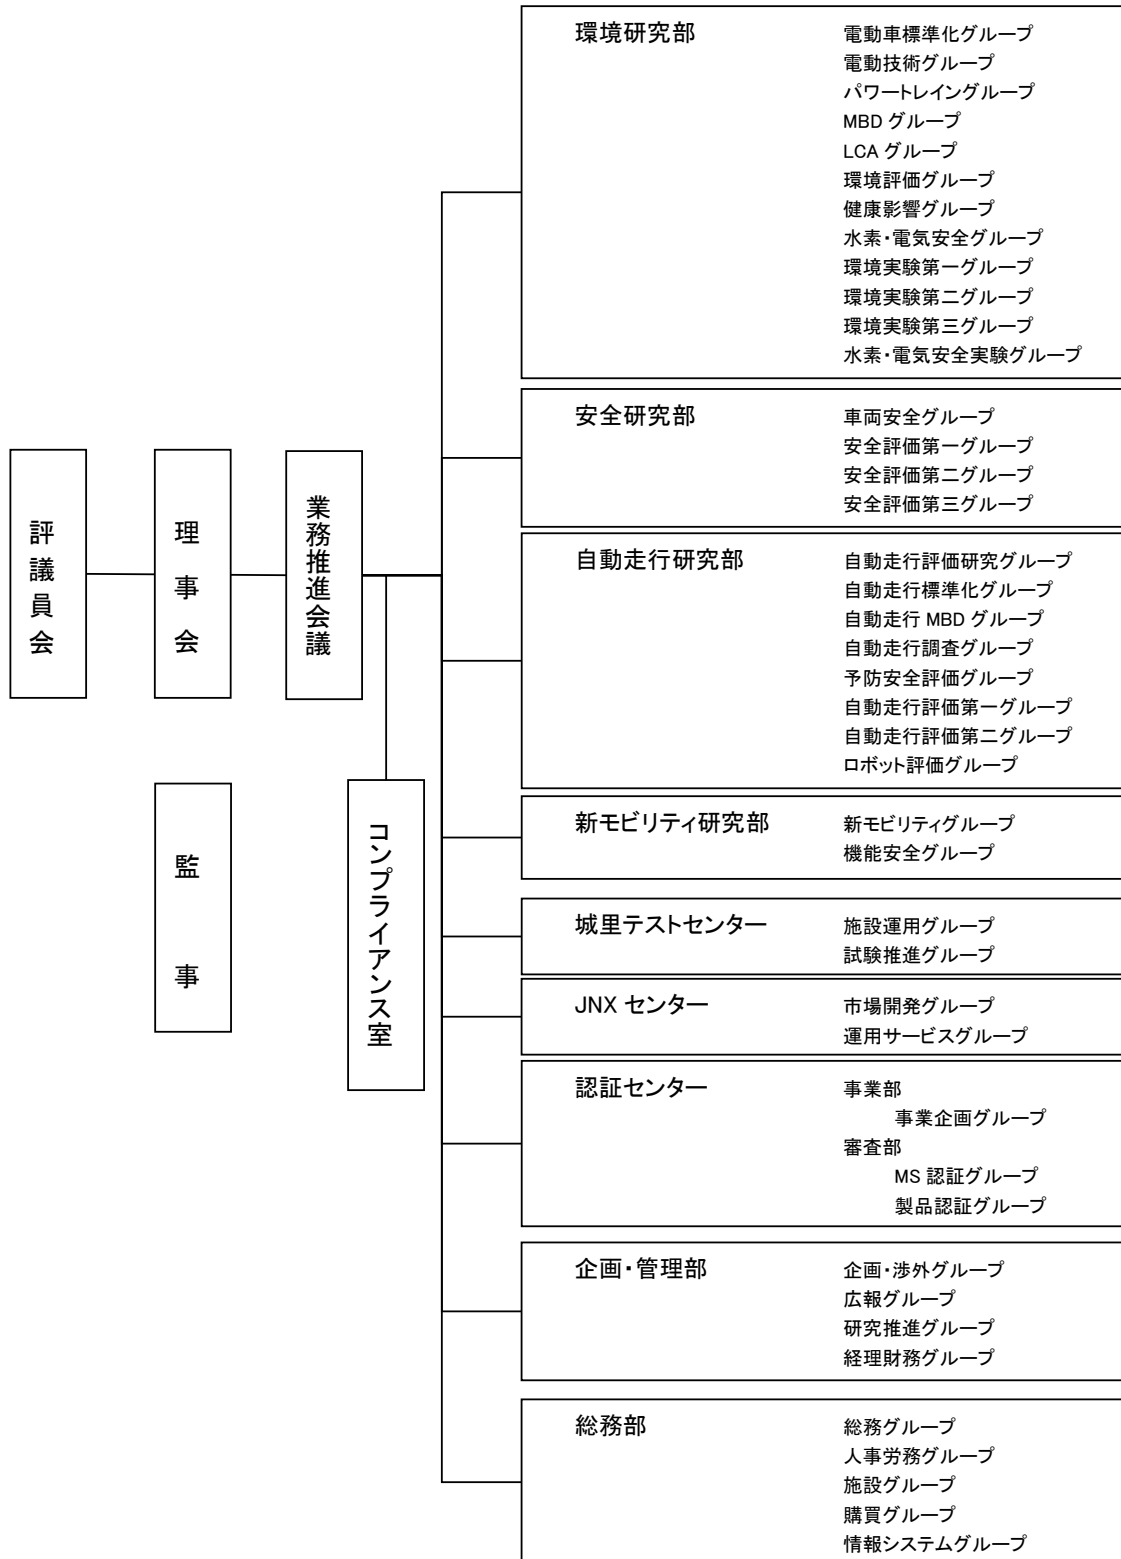 評議員会
理事会
監事
業務推進会議
コンプライアンス室
環境研究部
電動車標準化グループ
電動技術グループ
パワートレイングループ
MBD グループ
LCA グループ
環境評価グループ
健康影響グループ
水素・電気安全グループ
環境実験第一グループ
環境実験第二グループ
環境実験第三グループ
水素・電気安全実験グループ
安全研究部
車両安全グループ
安全評価第一グループ
安全評価第二グループ
安全評価第三グループ
自動走行研究部
自動走行評価研究グループ
自動走行標準化グループ
自動走行 MBD グループ
自動走行調査グループ
予防安全評価グループ
自動走行評価第一グループ
自動走行評価第二グループ
ロボット評価グループ
新モビリティ研究部
新モビリティグループ
機能安全グループ
城里テストセンター
施設運用グループ
試験推進グループ
JNX センター
市場開発グループ
運用サービスグループ
認証センター
事業部
事業企画グループ
審査部
MS 認証グループ
製品認証グループ
企画・管理部
企画・渉外グループ
広報グループ
研究推進グループ
経理財務グループ
総務部
総務グループ
人事労務グループ
施設グループ
購買グループ
情報システムグループ